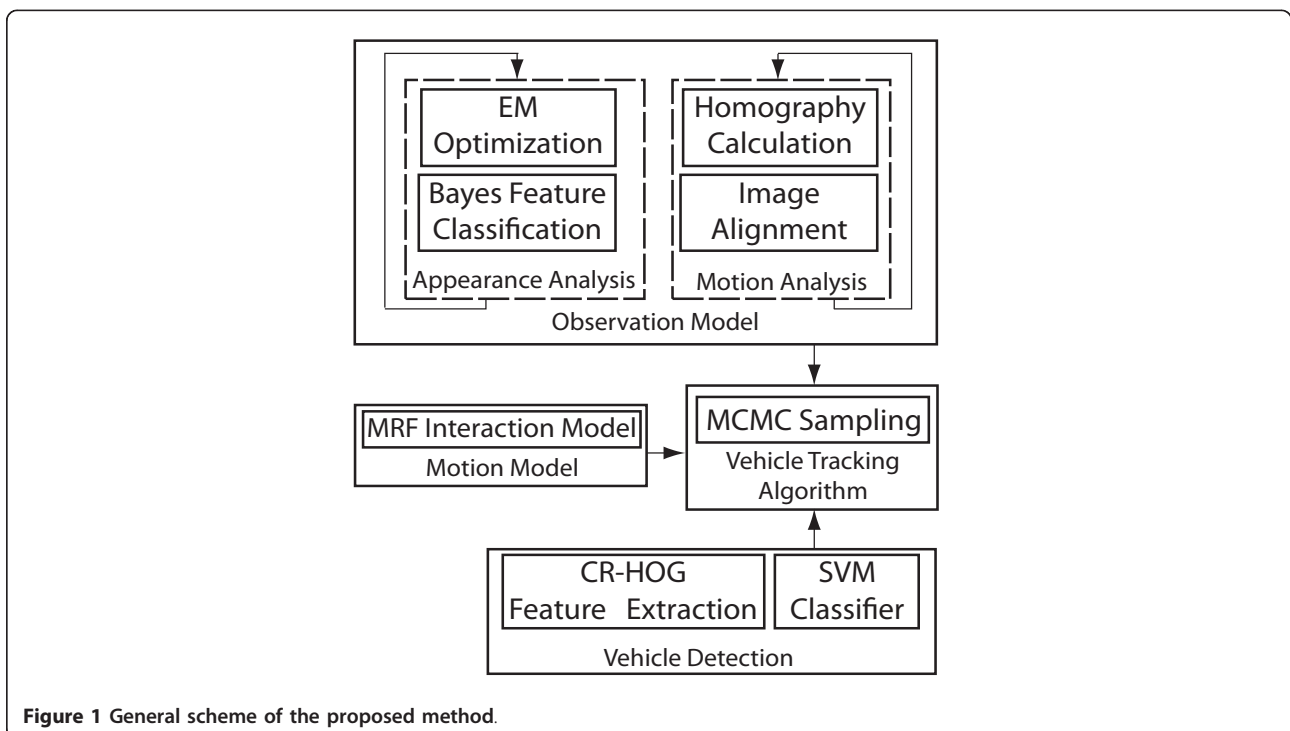 EM
Optimization
Bayes Feature
Classification
Appearance Analysis
Homography
Calculation
Image
Alignment
Motion Analysis
Observation Model
MRF Interaction Model
Motion Model
MCMC Sampling
Vehicle Tracking
Algorithm
CR-HOG
Feature Extraction
SVM
Classifier
Vehicle Detection
Figure 1 General scheme of the proposed method.